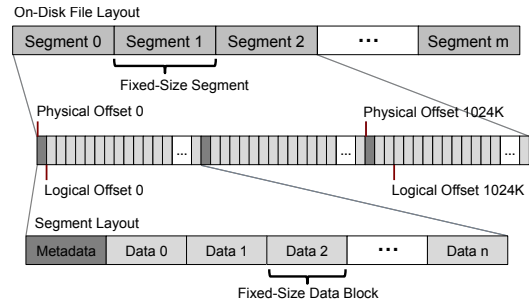 On-Disk File Layout
Segment 0 Segment 1 Segment 2 ... Segment m
Fixed-Size Segment
Physical Offset 0 Physical Offset 1024K
... ... ...
Logical Offset 0 Logical Offset 1024K
Segment Layout
Metadata Data 0 Data 1 Data 2 ... Data n
Fixed-Size Data Block